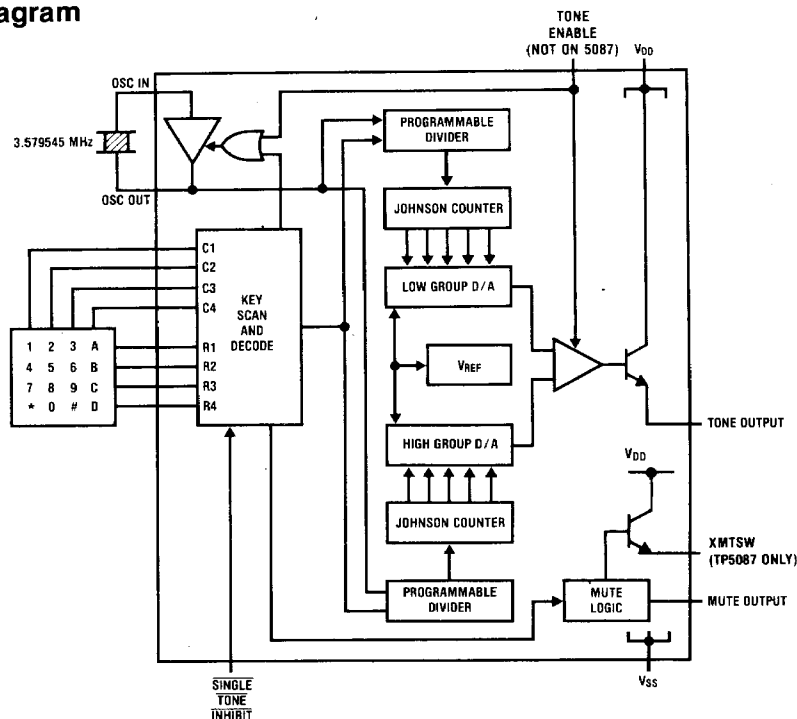 agram
TONE
ENABLE
(NOT ON 5087)
VDD
OSC IN
3.579545 MHz
OSC OUT
PROGRAMMABLE
DIVIDER
JOHNSON COUNTER
LOW GROUP D/A
C1
C2
C3
C4
R1
R2
R3
R4
KEY
SCAN
AND
DECODE
1 2 3 A
4 5 6 B
7 8 9 C
* 0 # D
VREF
HIGH GROUP D/A
JOHNSON COUNTER
PROGRAMMABLE
DIVIDER
TONE OUTPUT
VDD
XMTSW
(TP5087 ONLY)
MUTE
LOGIC
MUTE OUTPUT
VSS
SINGLE
TONE
INHIBIT